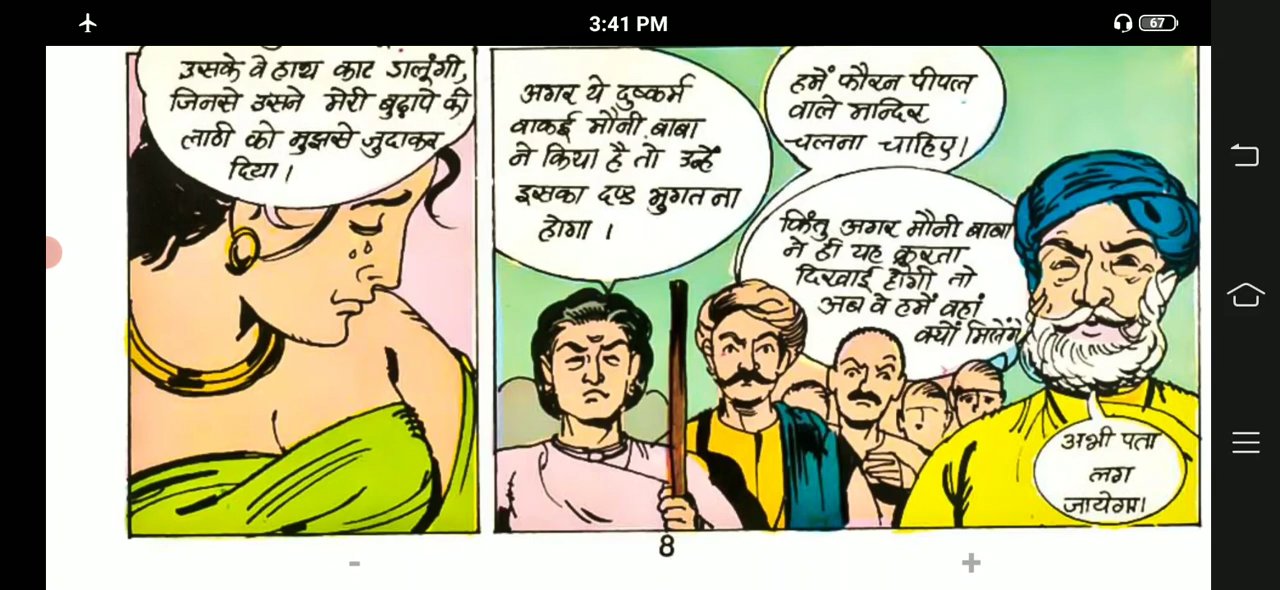 3:41 PM
67
उसके वे हाथ काट डालूंगी,
जिनसे उसने मेरी बुढ़ापे की
लाठी को मुझसे जुदाकर
दिया।
अगर ये दुष्कर्म
वाकई मौनी बाबा
ने किया है तो उन्हें
इसका दण्ड भुगतना
होगा ।
हमें फौरन पीपल
वाले मन्दिर
चलना चाहिए।
किंतु अगर मौनी बाबा
ने ही यह क्रूरता
दिखाई होगी तो
अब वे हमें वहां
क्यों मिलेंगे
अभी पता
लग
जायेगा।
8
-
+